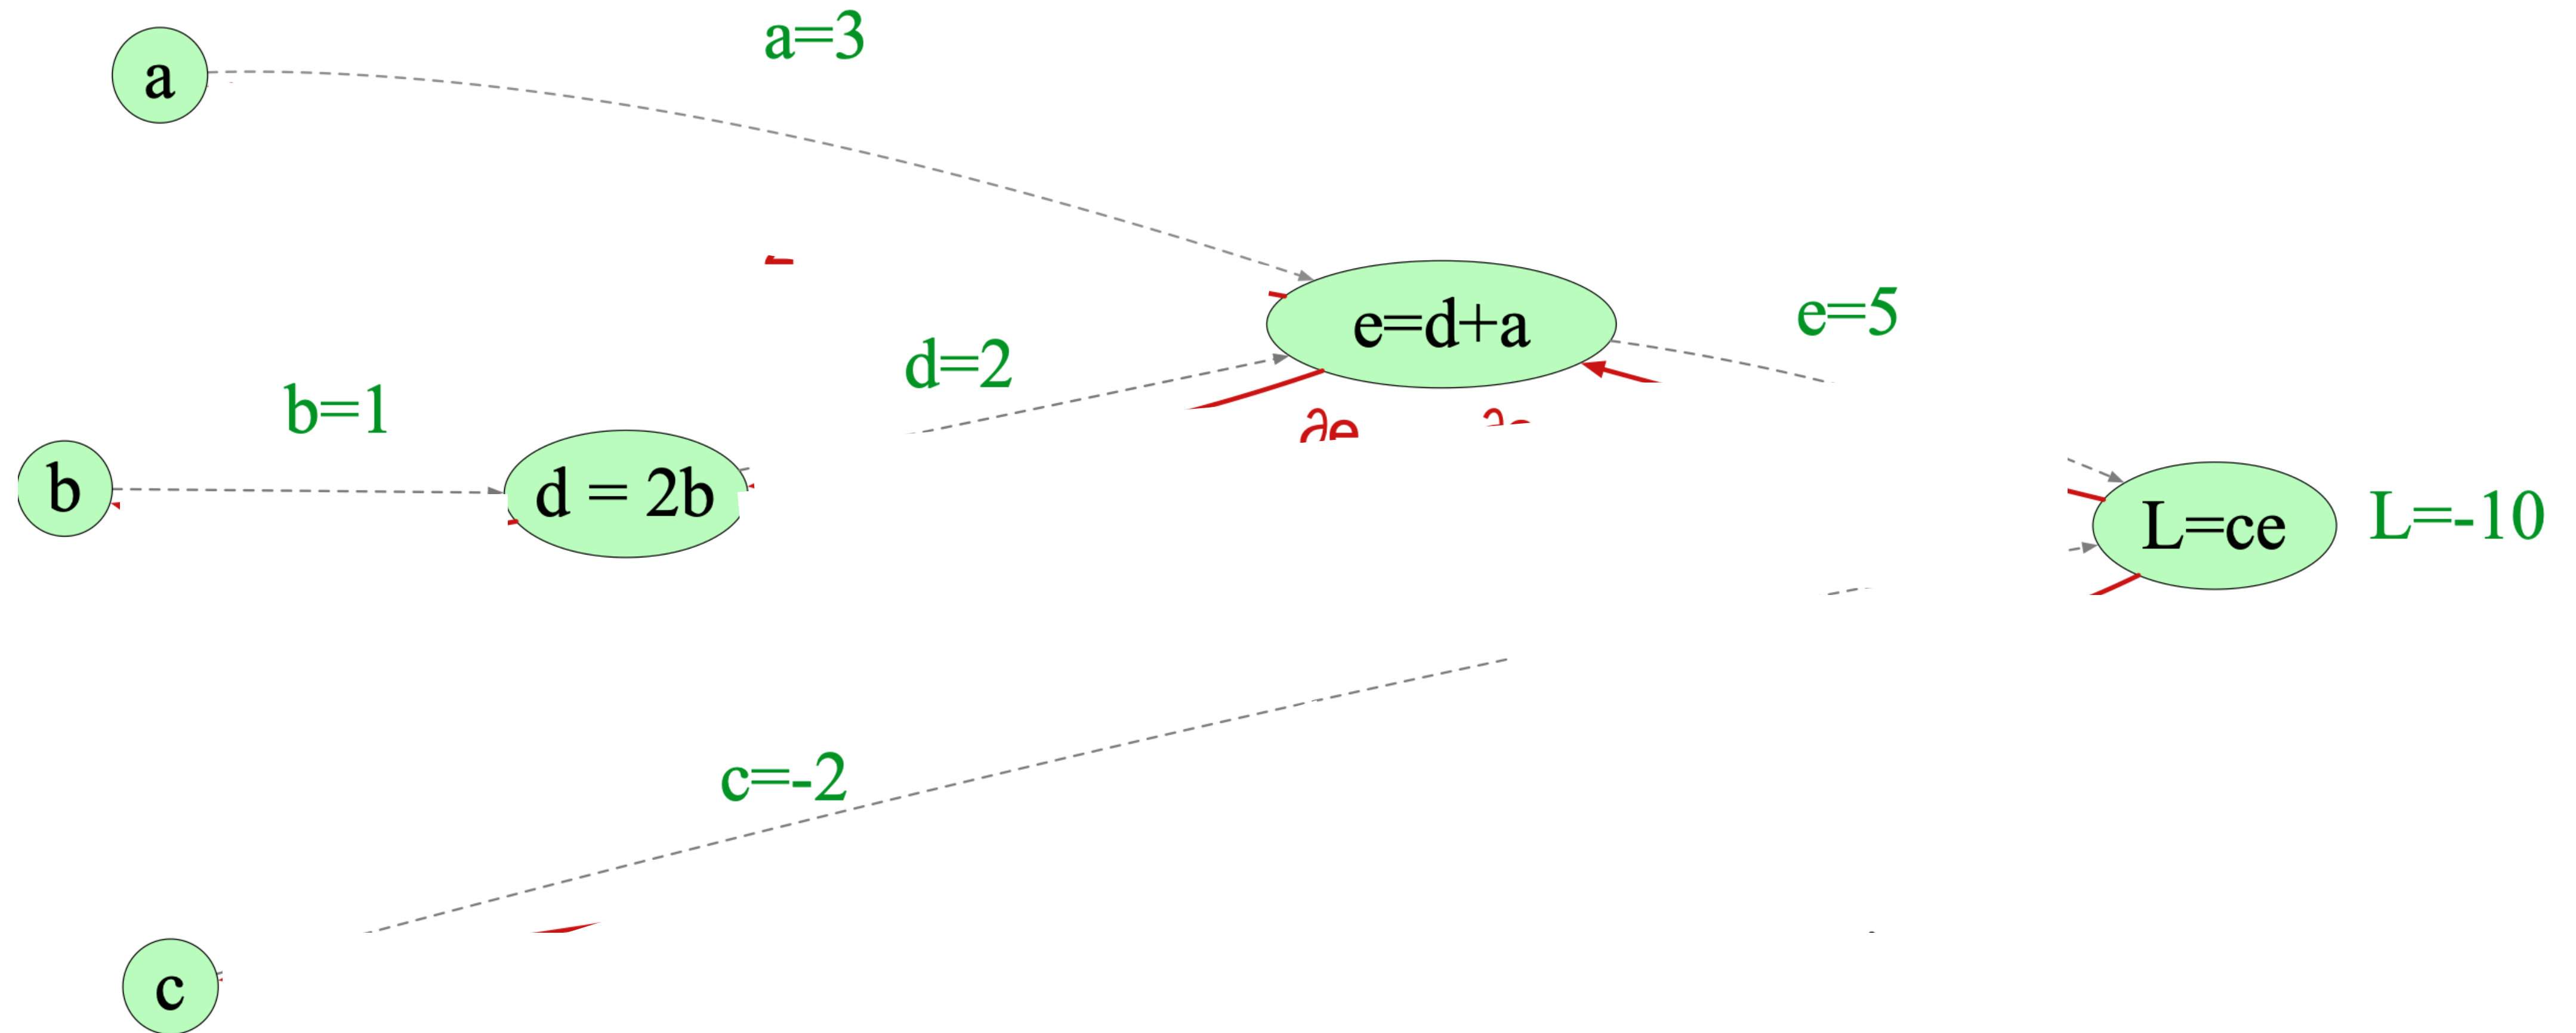 a=3
a
e=5
e=d+a
d=2
b=1
b
d = 2b
L=ce
L=-10
∂e
c=-2
c